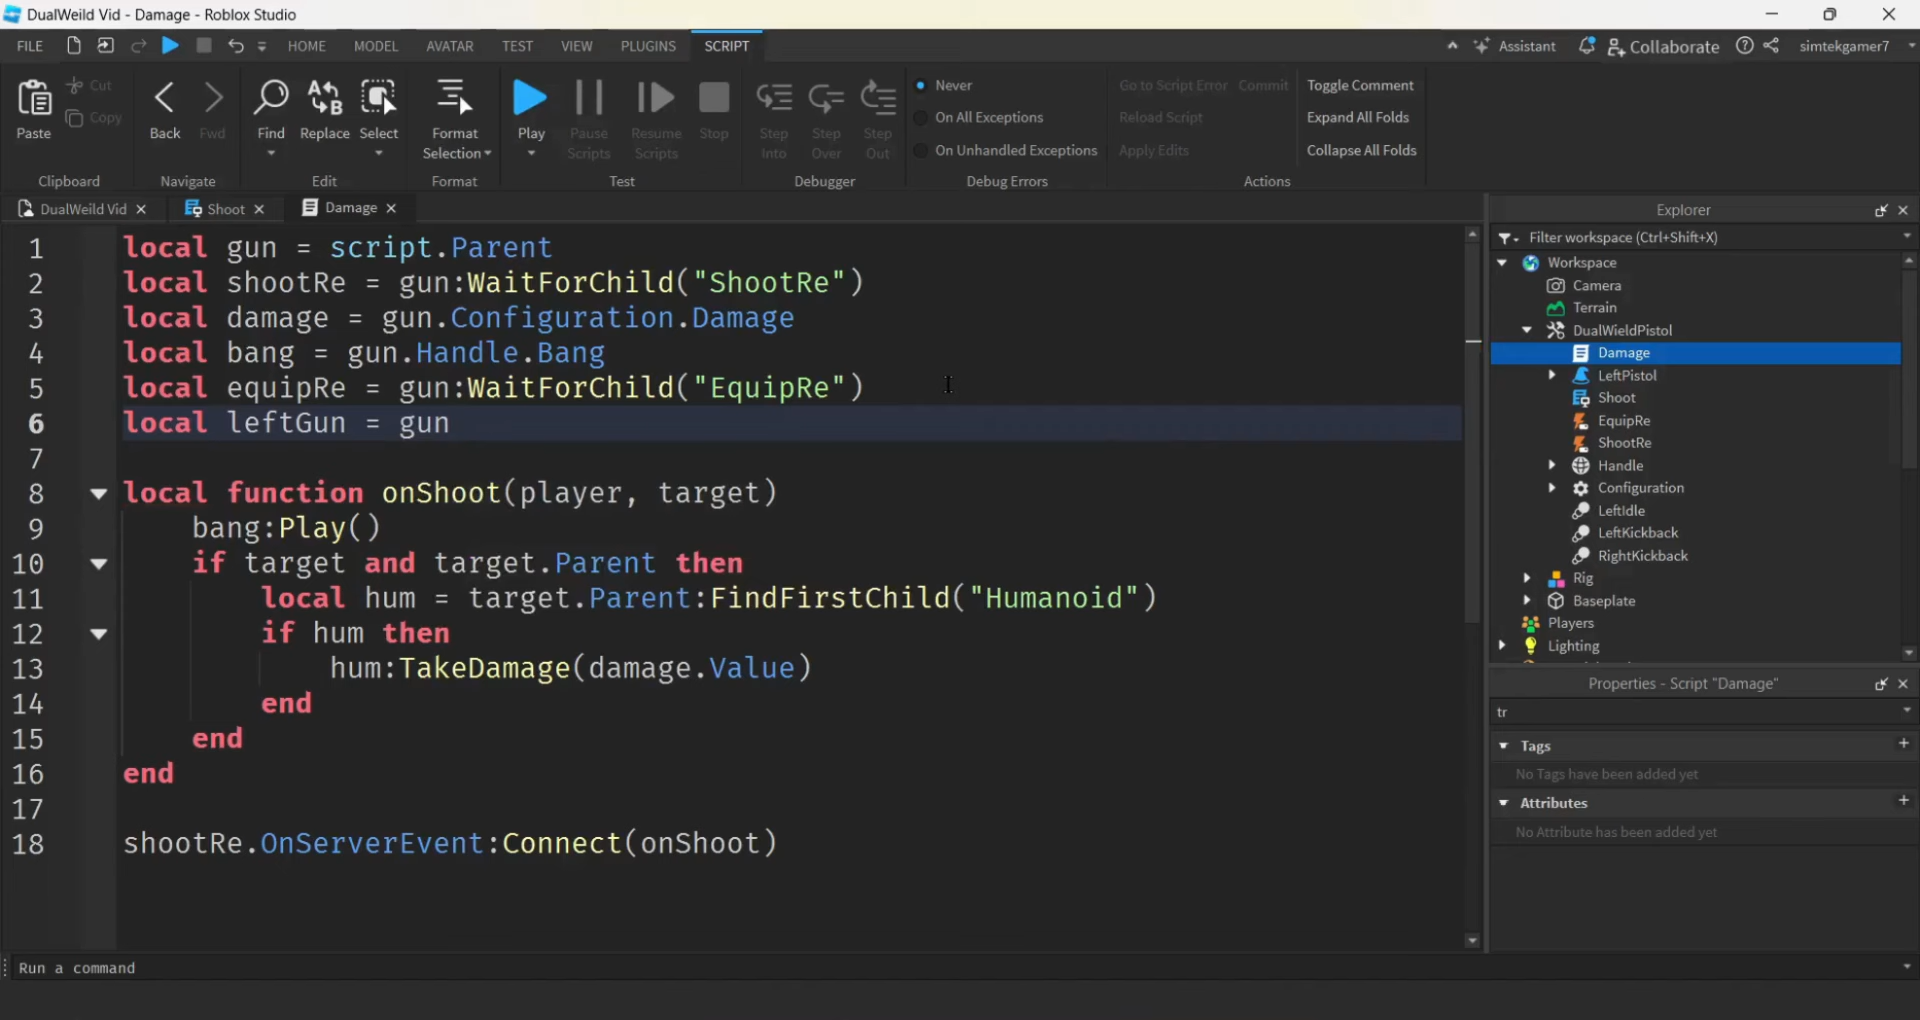 DualWeild Vid - Damage - Roblox Studio
FILE HOME MODEL AVATAR TEST VIEW PLUGINS SCRIPT Assistant Collaborate simtekgamer7
Paste Cut Copy
Clipboard
Back Fwd
Navigate
Find Replace Select
Edit
Format Selection
Format
Play Pause Scripts Resume Scripts Stop
Test
Step Into Step Over Step Out
Debugger
Never
On All Exceptions
On Unhandled Exceptions
Debug Errors
Go to Script Error Commit
Reload Script
Apply Edits
Toggle Comment
Expand All Folds
Collapse All Folds
Actions
DualWeild Vid Shoot Damage
1 local gun = script.Parent
2 local shootRe = gun:WaitForChild("ShootRe")
3 local damage = gun.Configuration.Damage
4 local bang = gun.Handle.Bang
5 local equipRe = gun:WaitForChild("EquipRe")
6 local leftGun = gun
7
8 local function onShoot(player, target)
9 bang:Play()
10 if target and target.Parent then
11 local hum = target.Parent:FindFirstChild("Humanoid")
12 if hum then
13 hum:TakeDamage(damage.Value)
14 end
15 end
16 end
17
18 shootRe.OnServerEvent:Connect(onShoot)
Explorer
Filter workspace (Ctrl+Shift+X)
Workspace
Camera
Terrain
DualWieldPistol
Damage
LeftPistol
Shoot
EquipRe
ShootRe
Handle
Configuration
LeftIdle
LeftKickback
RightKickback
Rig
Baseplate
Players
Lighting
Properties - Script "Damage"
tr
Tags
No Tags have been added yet
Attributes
No Attribute has been added yet
Run a command